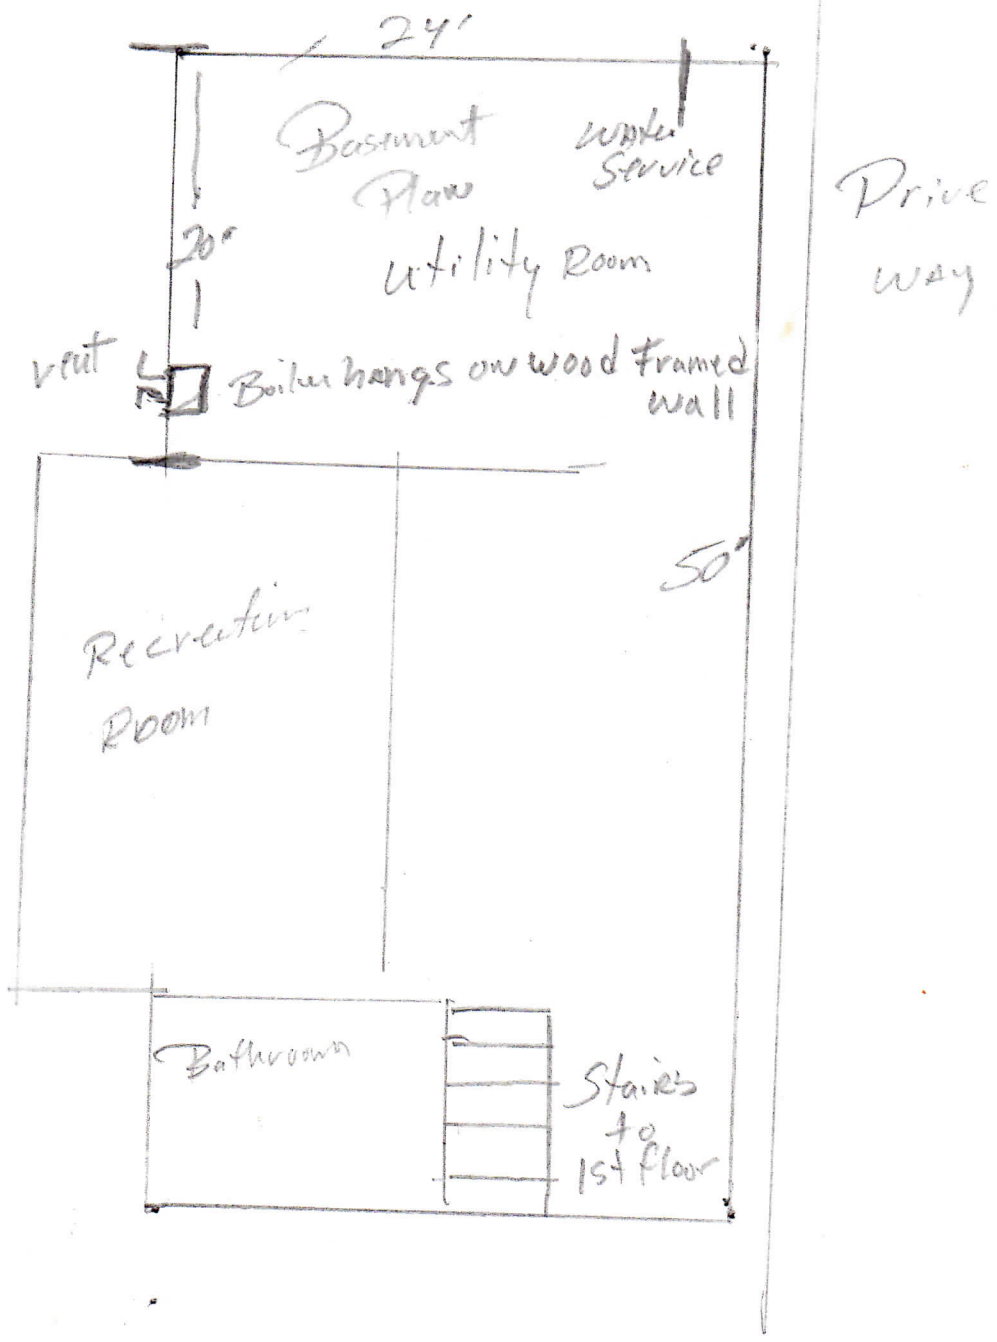 24'
Basement
Plan
Water
Service
Drive
way
20'
Utility Room
vent
Boiler hangs on wood Framed
wall
50'
Recreation
Room
Bathroom
Stairs
to
1st floor